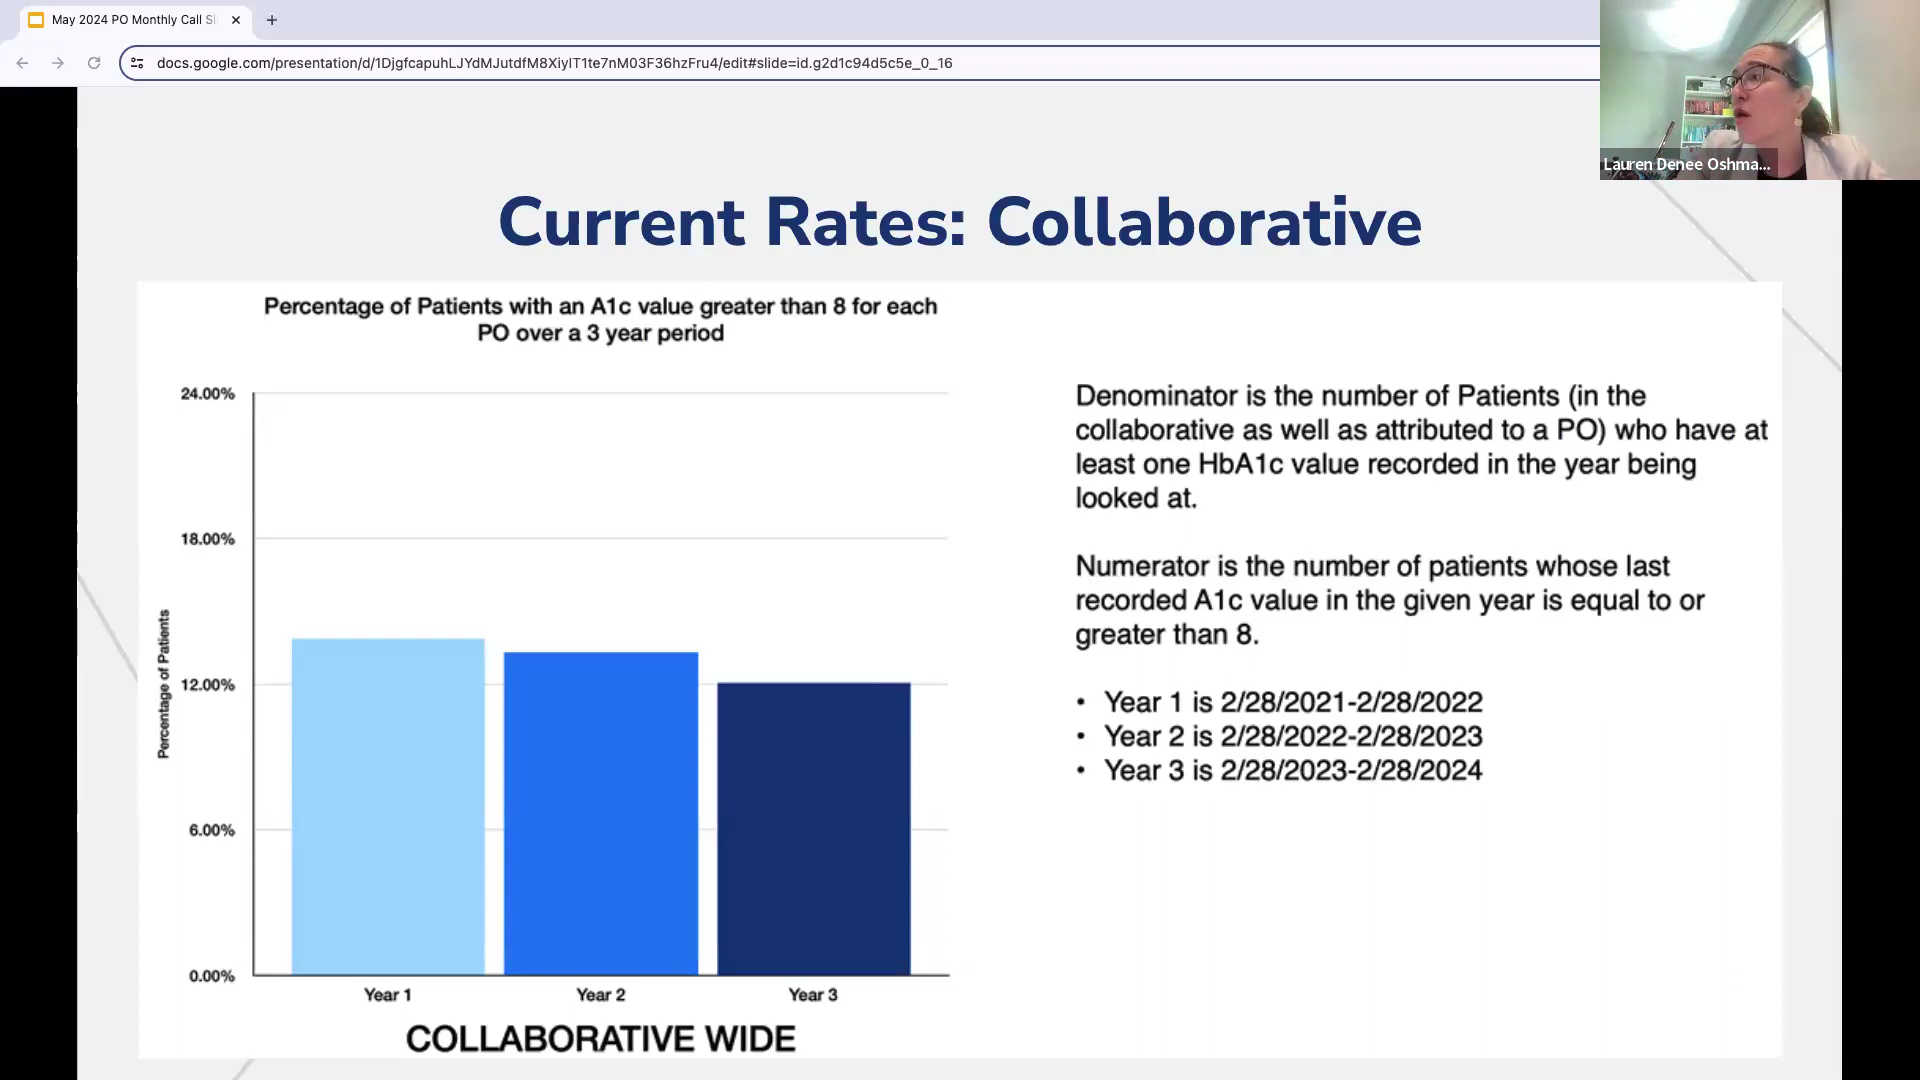 May 2024 PO Monthly Call Sl
docs.google.com/presentation/d/1DjgfcapuhLJYdMJutdfM8XiyIT1te7nM03F36hzFru4/edit#slide=id.g2d1c94d5c5e_0_16
Lauren Denee Oshma...
Current Rates: Collaborative
Percentage of Patients with an A1c value greater than 8 for each
PO over a 3 year period
24.00%
18.00%
12.00%
6.00%
0.00%
Percentage of Patients
Year 1
Year 2
Year 3
COLLABORATIVE WIDE
Denominator is the number of Patients (in the
collaborative as well as attributed to a PO) who have at
least one HbA1c value recorded in the year being
looked at.
Numerator is the number of patients whose last
recorded A1c value in the given year is equal to or
greater than 8.
• Year 1 is 2/28/2021-2/28/2022
• Year 2 is 2/28/2022-2/28/2023
• Year 3 is 2/28/2023-2/28/2024